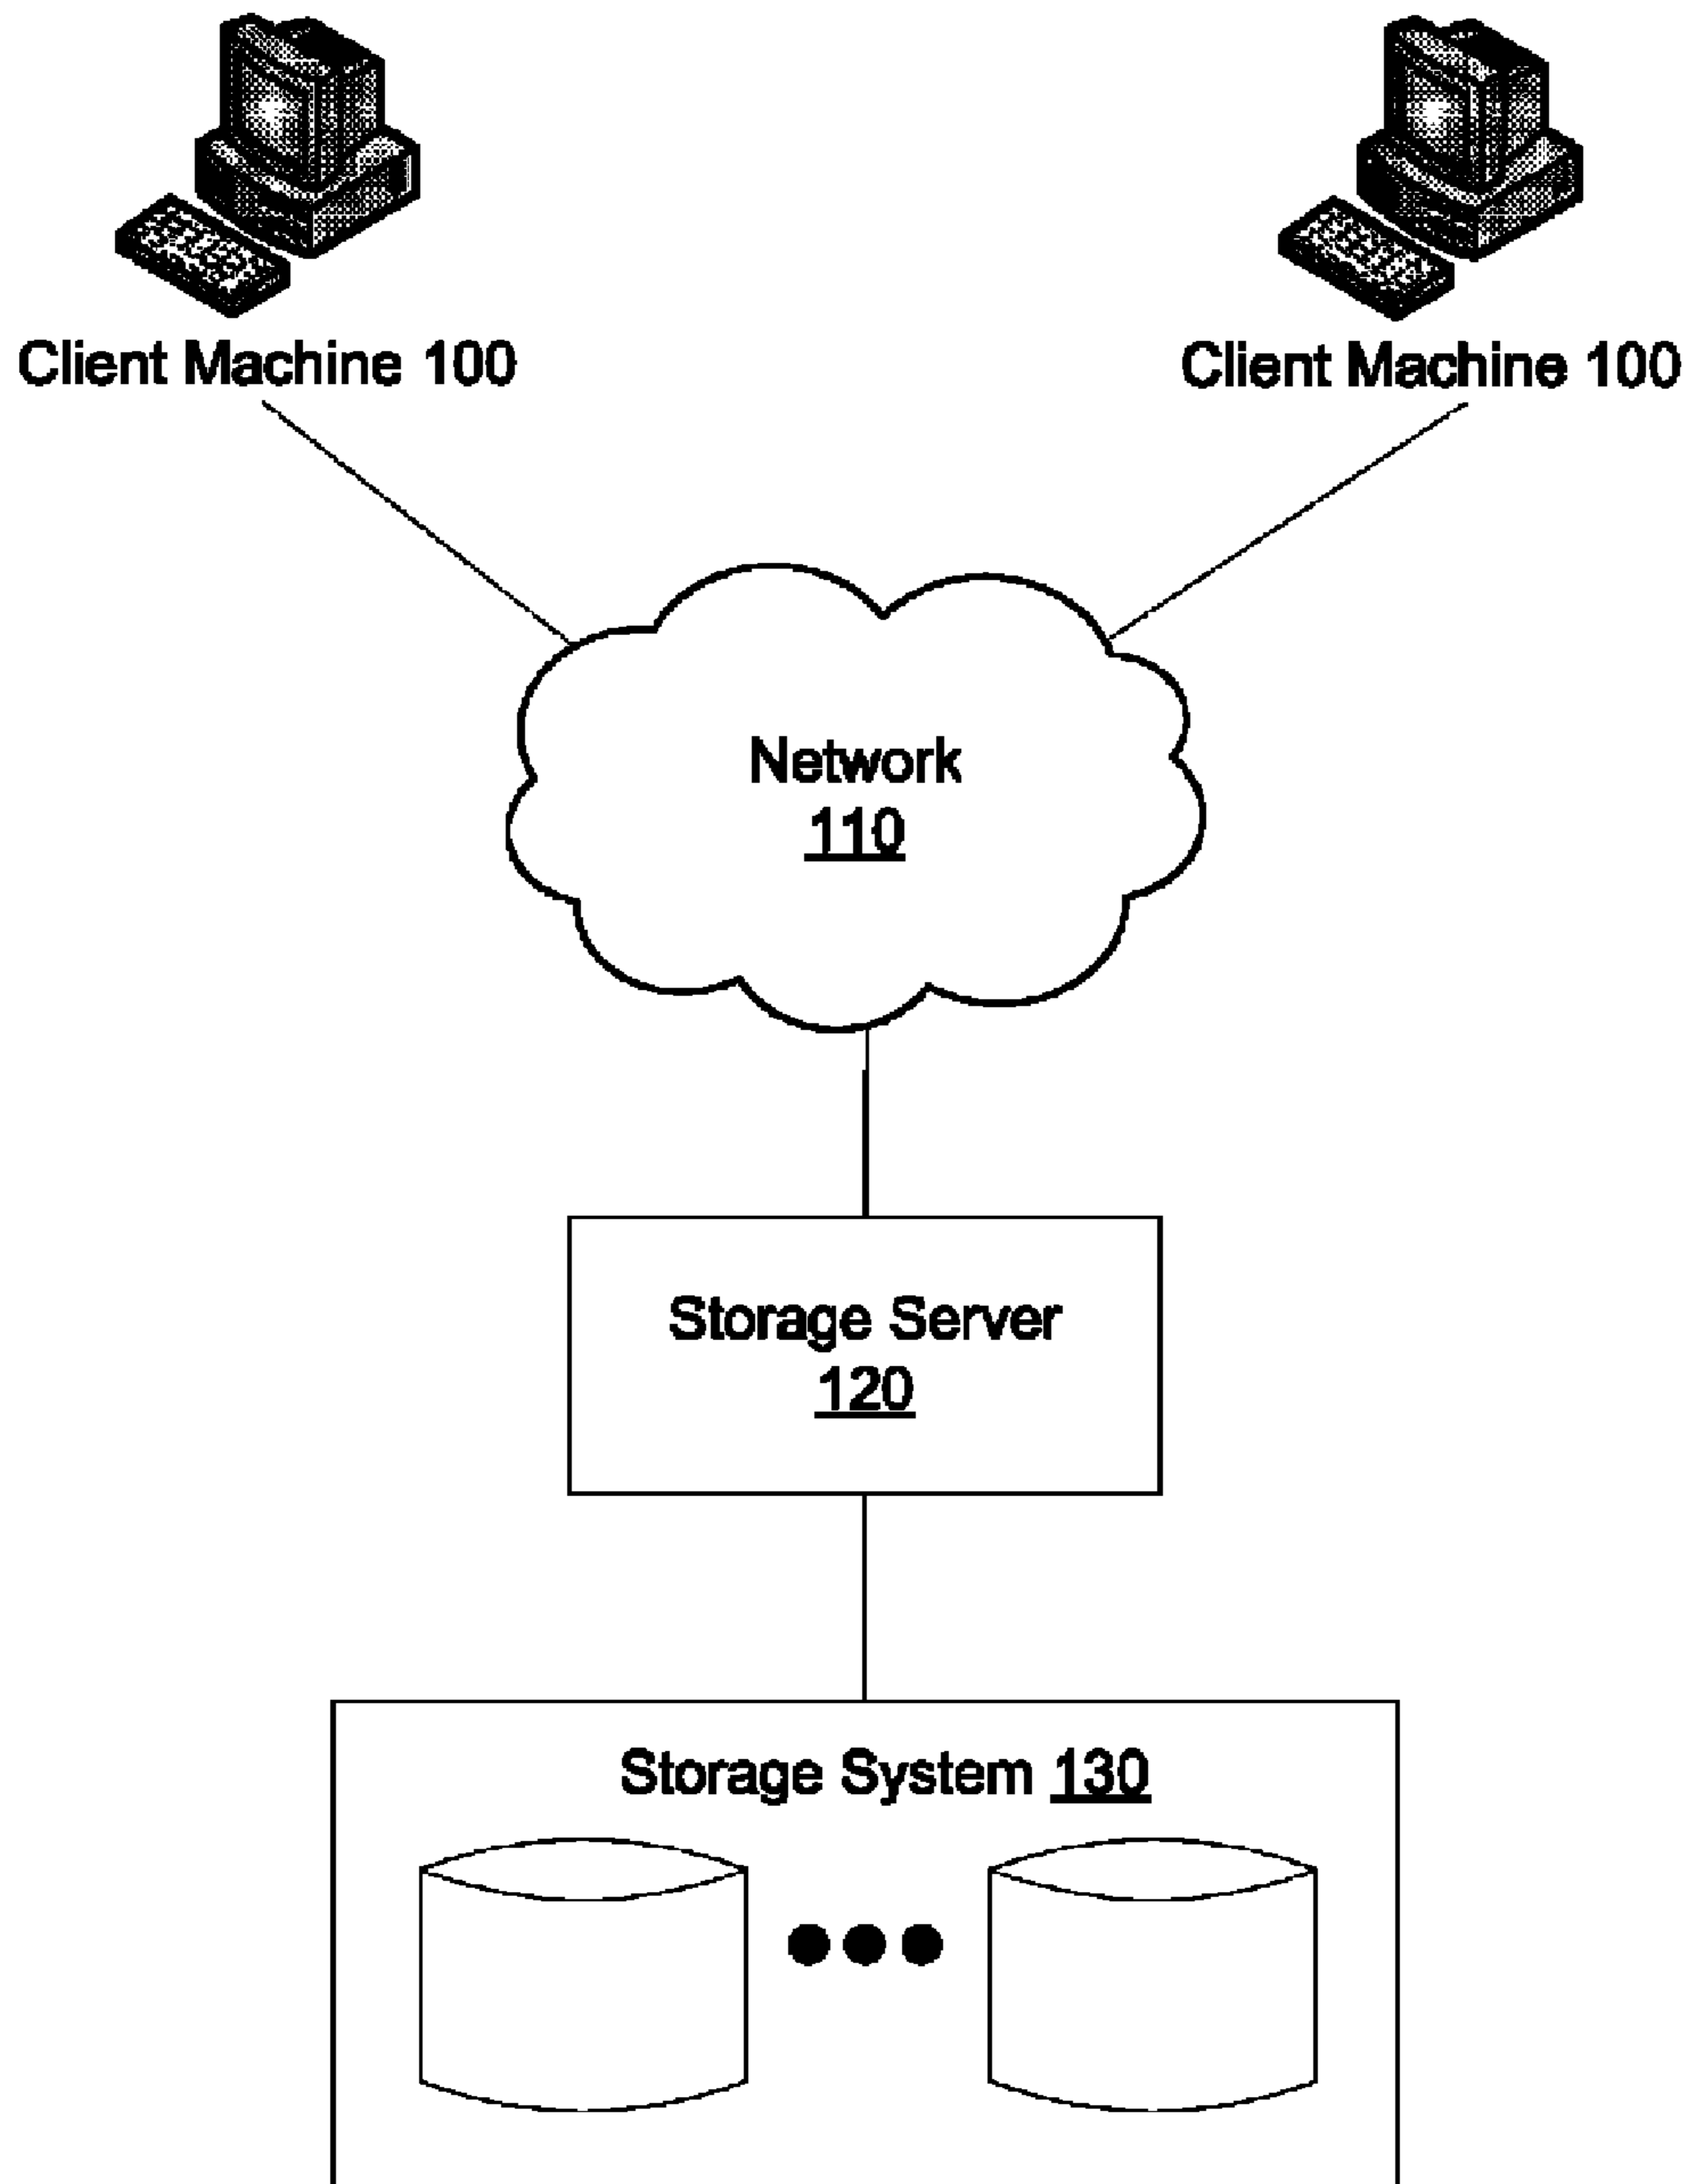 Client Machine 100
Client Machine 100
Network
110
Storage Server
120
Storage System 130